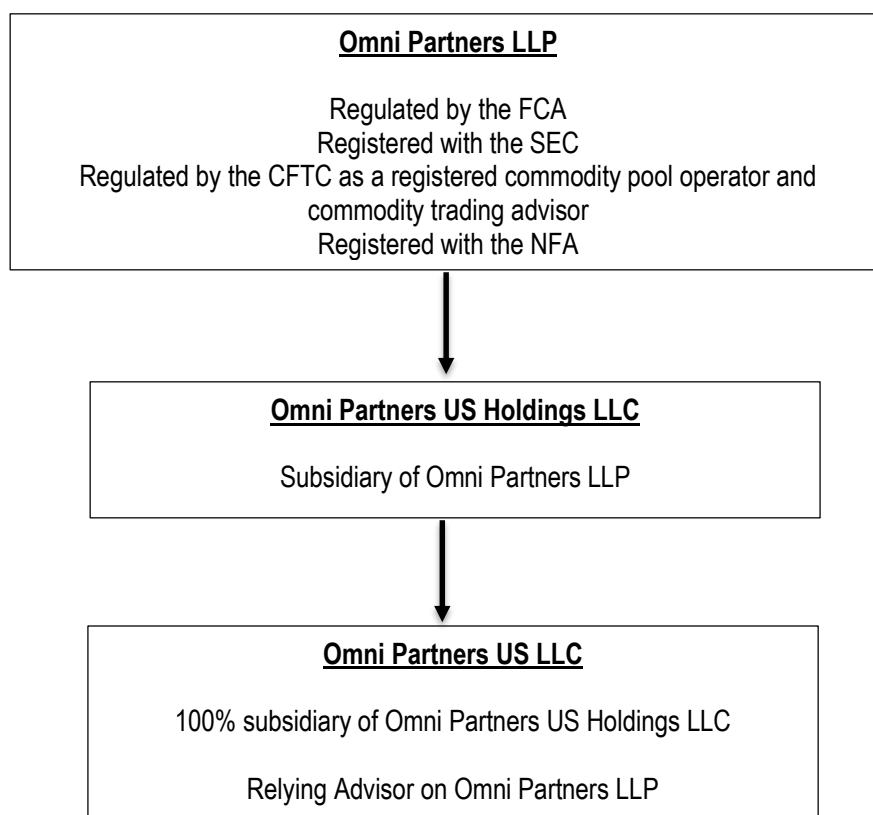 Omni Partners LLP
Regulated by the FCA
Registered with the SEC
Regulated by the CFTC as a registered commodity pool operator and
commodity trading advisor
Registered with the NFA
Omni Partners US Holdings LLC
Subsidiary of Omni Partners LLP
Omni Partners US LLC
100% subsidiary of Omni Partners US Holdings LLC
Relying Advisor on Omni Partners LLP